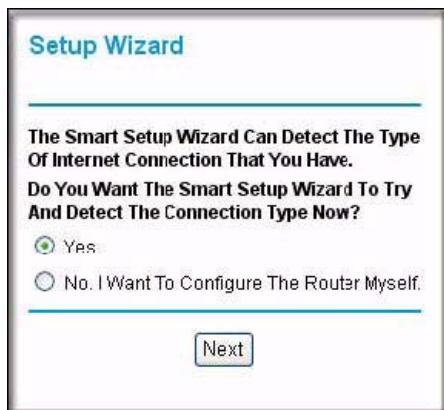 Setup Wizard
The Smart Setup Wizard Can Detect The Type
Of Internet Connection That You Have.
Do You Want The Smart Setup Wizard To Try
And Detect The Connection Type Now?
Yes
No. I Want To Configure The Router Myself.
Next